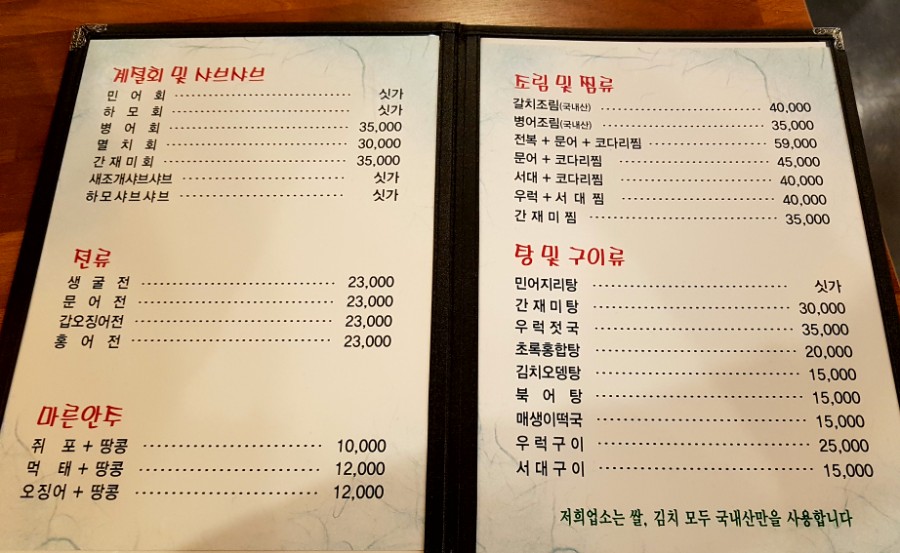 계절회 및 샤브샤브
민어회 싯가
하모회 싯가
병어회 35,000
멸치회 30,000
간재미회 35,000
새조개샤브샤브 싯가
하모샤브샤브 싯가
전류
생굴전 23,000
문어전 23,000
갑오징어전 23,000
홍어전 23,000
마른안주
쥐포 + 땅콩 10,000
먹태 + 땅콩 12,000
오징어 + 땅콩 12,000
조림 및 찜류
갈치조림(국내산) 40,000
병어조림(국내산) 35,000
전복 + 문어 + 코다리찜 59,000
문어 + 코다리찜 45,000
서대 + 코다리찜 40,000
우럭 + 서대찜 40,000
간재미찜 35,000
탕 및 구이류
민어지리탕 싯가
간재미탕 30,000
우럭젓국 35,000
초록홍합탕 20,000
김치오뎅탕 15,000
북어탕 15,000
매생이떡국 15,000
우럭구이 25,000
서대구이 15,000
저희업소는 쌀, 김치 모두 국내산만을 사용합니다